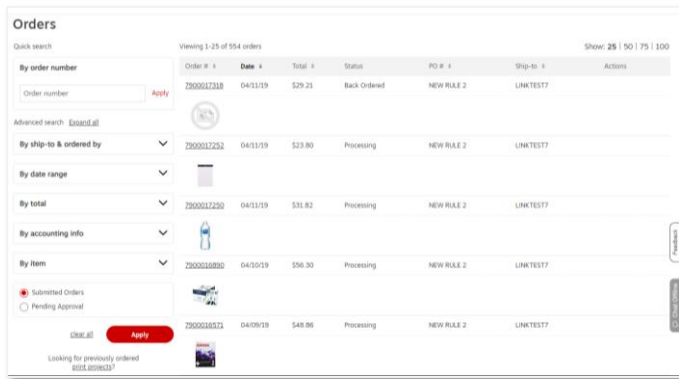 Orders
Quick search
Viewing 1-25 of 554 orders
Show: 25 | 50 | 75 | 100
By order number
Order number
Apply
Advanced search Expand all
By ship-to & ordered by
By date range
By total
By accounting info
By item
Submitted Orders
Pending Approval
clear all
Apply
Looking for previously ordered
print projects?
Order # Date Total Status PO # Ship-to Actions
7900017318 04/11/19 $29.21 Back Ordered NEW RULE 2 LINKTEST7
7900017252 04/11/19 $23.80 Processing NEW RULE 2 LINKTEST7
7900017250 04/11/19 $31.82 Processing NEW RULE 2 LINKTEST7
7900016890 04/10/19 $56.30 Processing NEW RULE 2 LINKTEST7
7900016571 04/09/19 $48.86 Processing NEW RULE 2 LINKTEST7
Feedback
Chat Offline